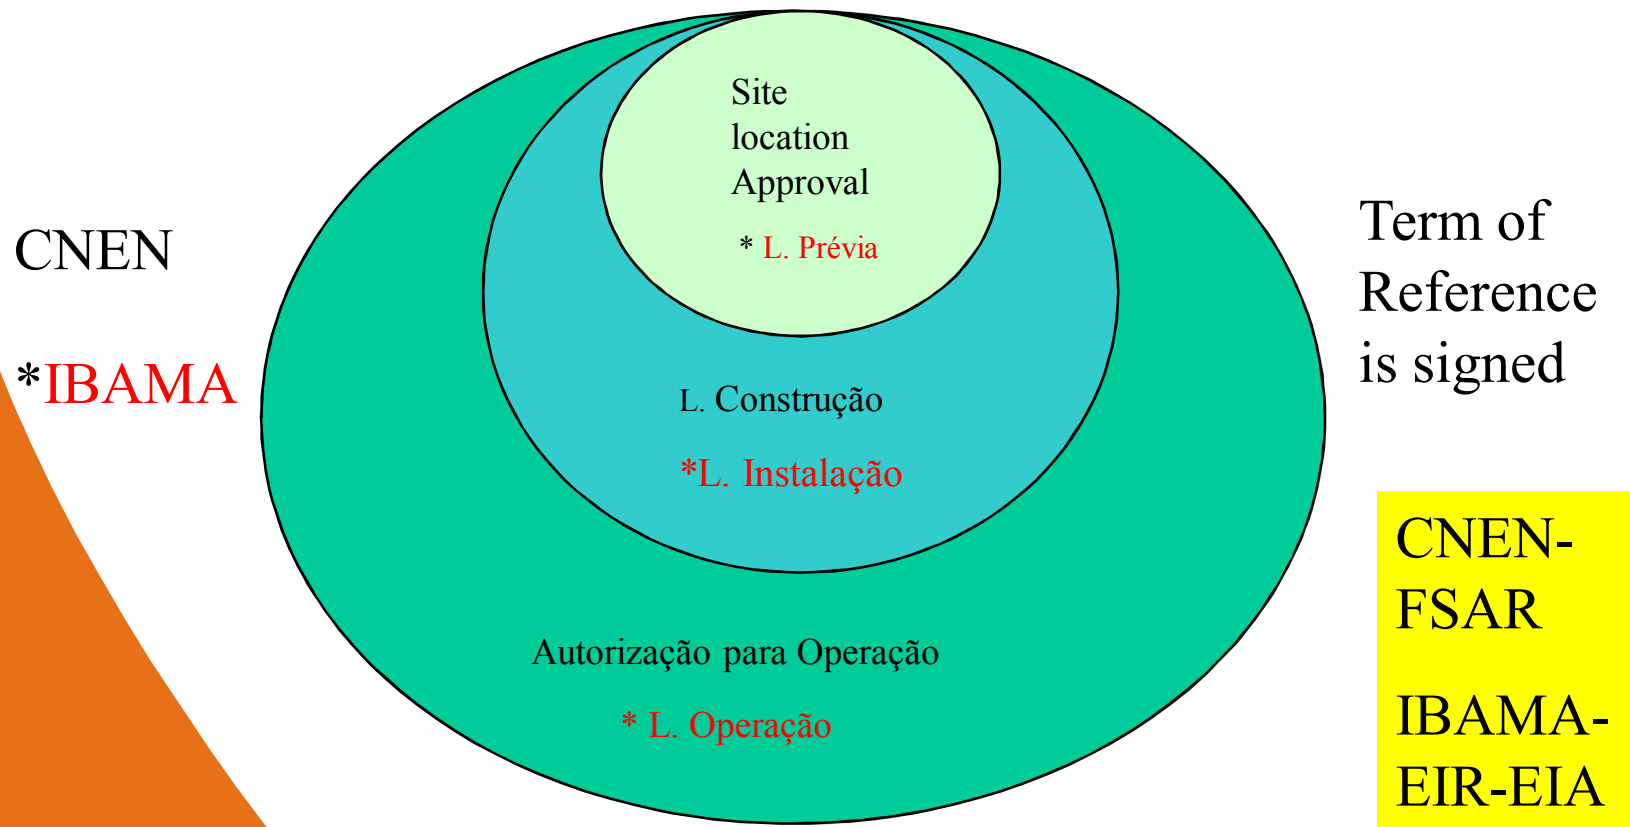 CNEN
*IBAMA
Site
location
Approval
* L. Prévia
L. Construção
*L. Instalação
Autorização para Operação
* L. Operação
Term of
Reference
is signed
CNEN-
FSAR
IBAMA-
EIR-EIA